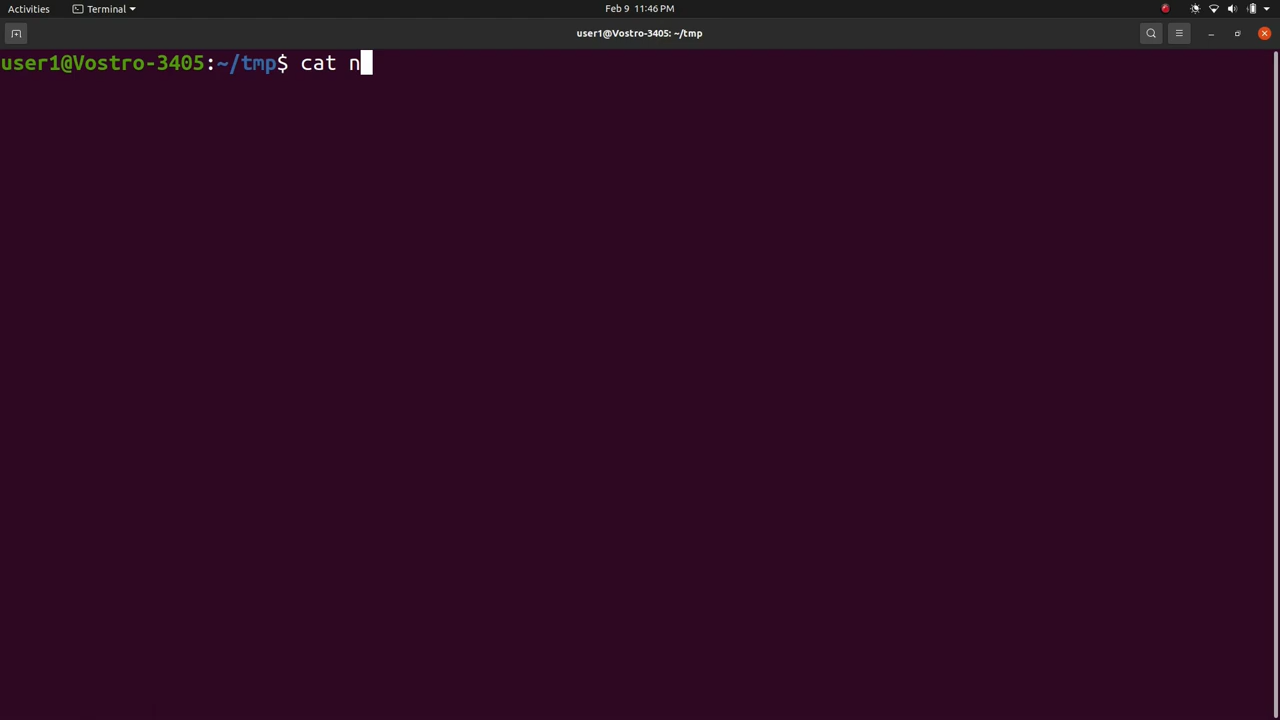 Activities Terminal Feb 9 11:46 PM
user1@Vostro-3405: ~/tmp
user1@Vostro-3405:~/tmp$ cat n